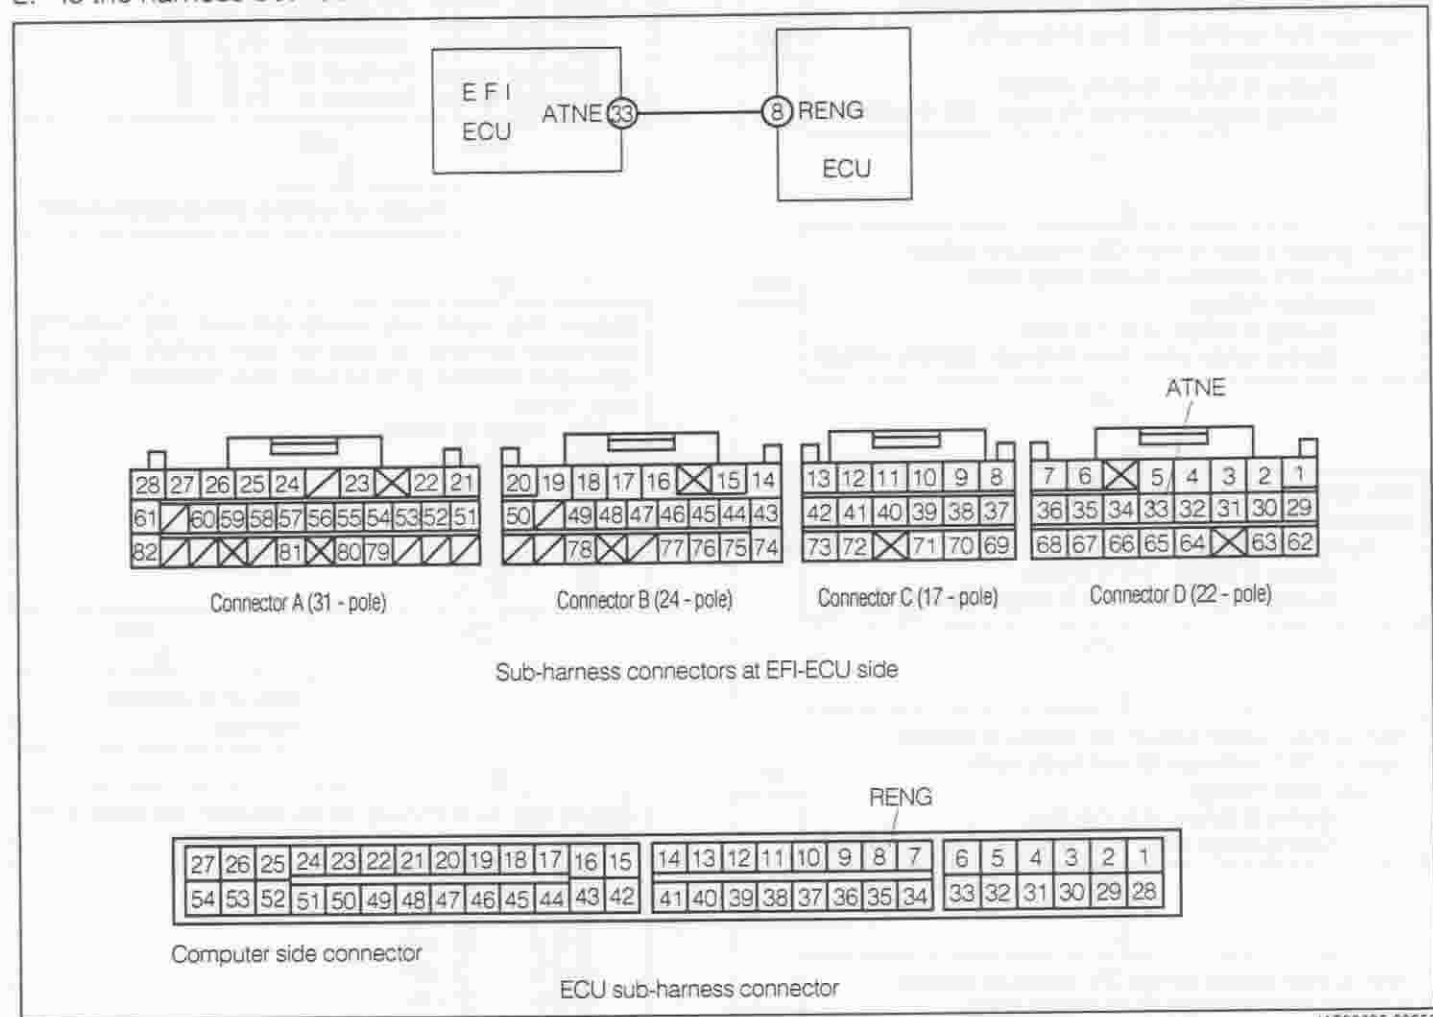 E F I
ECU
ATNE 33
8 RENG
ECU
ATNE
28 27 26 25 24 23 22 21
61 60 59 58 57 56 55 54 53 52 51
82 81 80 79
Connector A (31 - pole)
20 19 18 17 16 15 14
50 49 48 47 46 45 44 43
78 77 76 75 74
Connector B (24 - pole)
13 12 11 10 9 8
42 41 40 39 38 37
73 72 71 70 69
Connector C (17 - pole)
7 6 5 4 3 2 1
36 35 34 33 32 31 30 29
68 67 66 65 64 63 62
Connector D (22 - pole)
Sub-harness connectors at EFI-ECU side
RENG
27 26 25 24 23 22 21 20 19 18 17 16 15 14 13 12 11 10 9 8 7 6 5 4 3 2 1
54 53 52 51 50 49 48 47 46 45 44 43 42 41 40 39 38 37 36 35 34 33 32 31 30 29 28
Computer side connector
ECU sub-harness connector